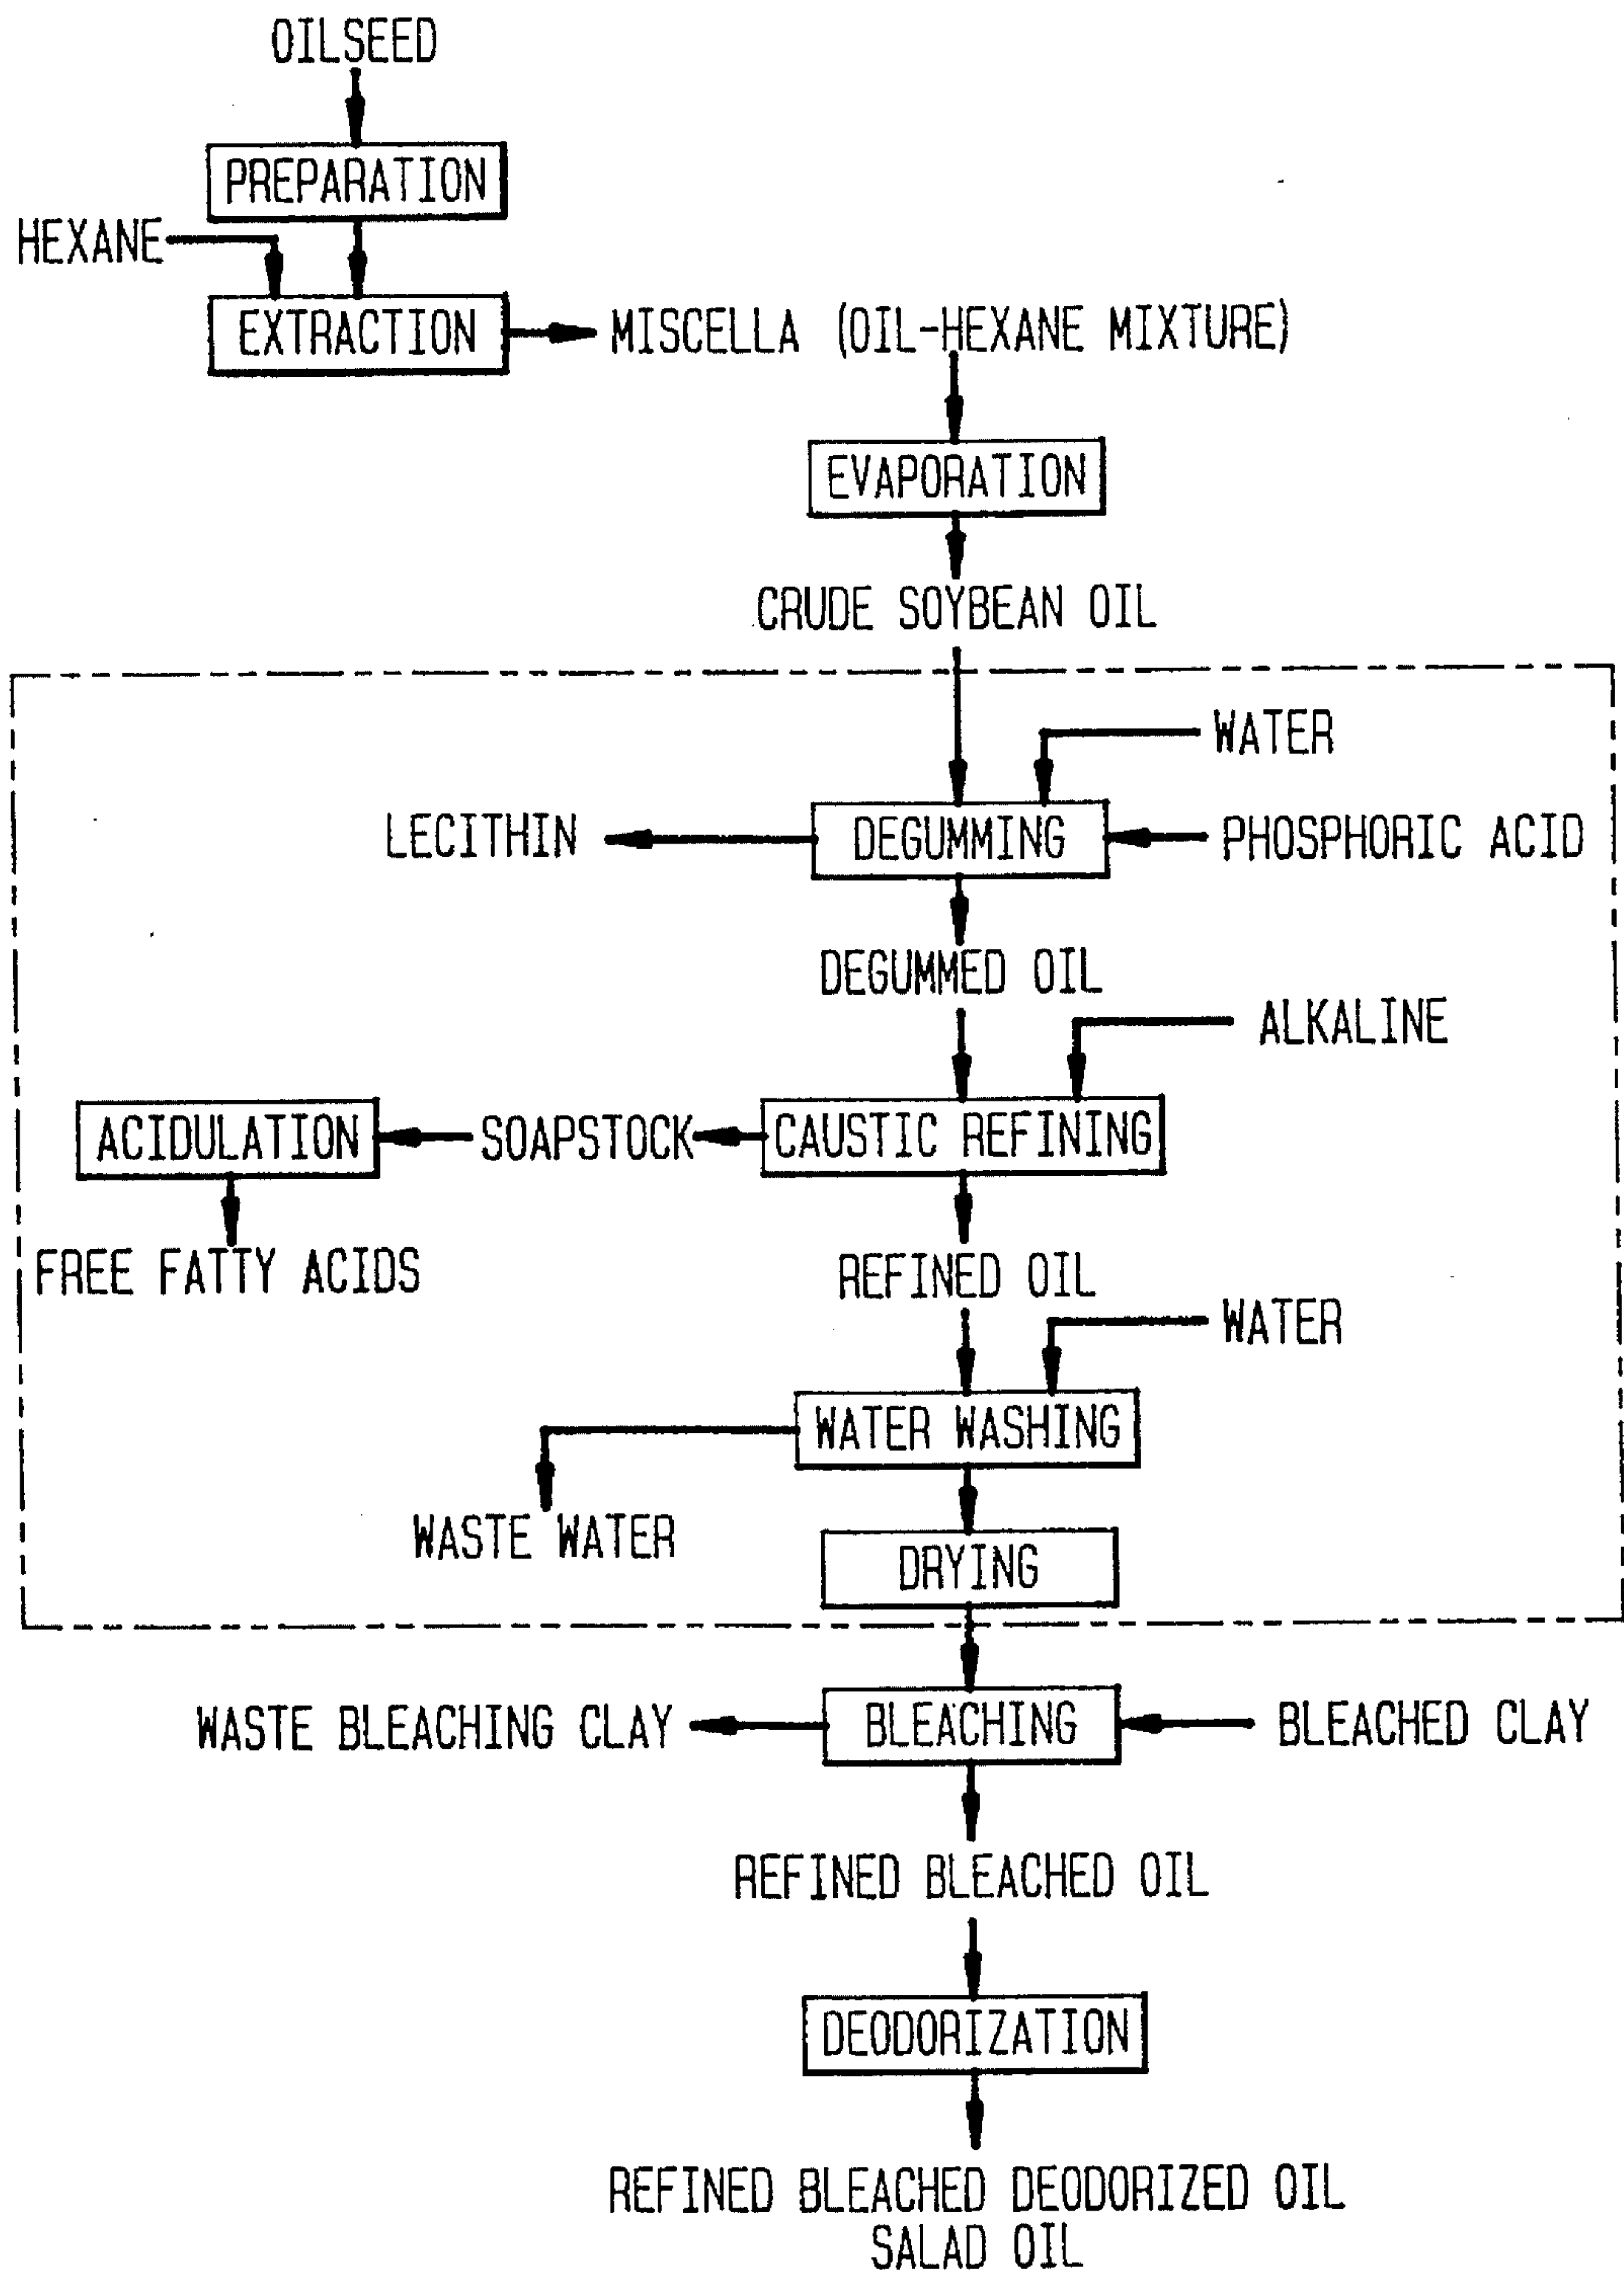 OILSEED
PREPARATION
HEXANE
EXTRACTION
MISCELLA (OIL-HEXANE MIXTURE)
EVAPORATION
CRUDE SOYBEAN OIL
WATER
LECITHIN
DEGUMMING
PHOSPHORIC ACID
DEGUMMED OIL
ALKALINE
ACIDULATION
SOAPSTOCK
CAUSTIC REFINING
FREE FATTY ACIDS
REFINED OIL
WATER
WATER WASHING
WASTE WATER
DRYING
WASTE BLEACHING CLAY
BLEACHING
BLEACHED CLAY
REFINED BLEACHED OIL
DEODORIZATION
REFINED BLEACHED DEODORIZED OIL
SALAD OIL